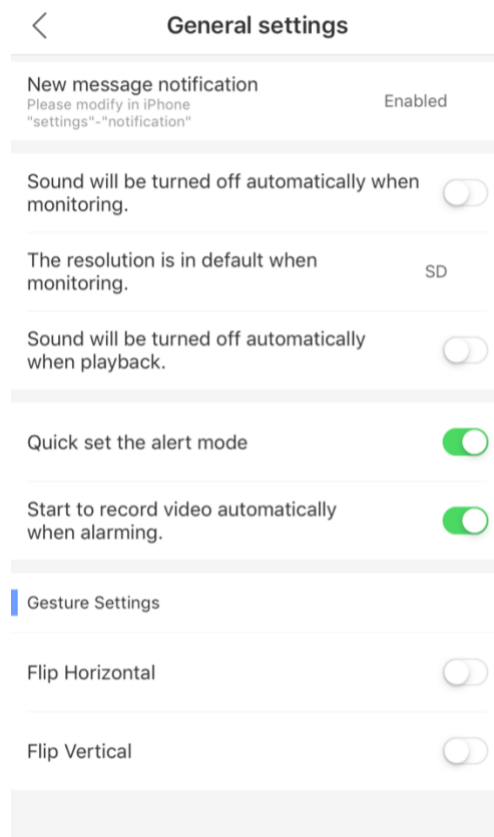 General settings
New message notification
Please modify in iPhone
"settings"-"notification"
Enabled
Sound will be turned off automatically when
monitoring.
The resolution is in default when
monitoring.
SD
Sound will be turned off automatically
when playback.
Quick set the alert mode
Start to record video automatically
when alarming.
Gesture Settings
Flip Horizontal
Flip Vertical